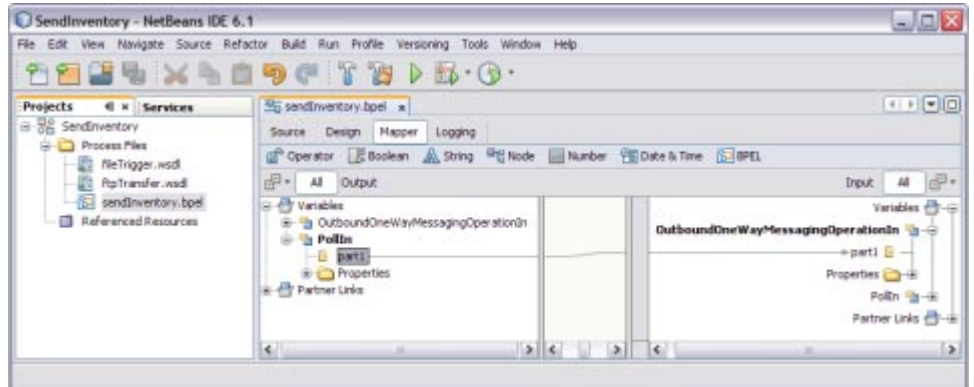 SendInventory - NetBeans IDE 6.1
File Edit View Navigate Source Refactor Build Run Profile Versioning Tools Window Help
Projects Services
SendInventory
Process Files
fileTrigger.wsdl
ftpTransfer.wsdl
sendInventory.bpel
Referenced Resources
sendInventory.bpel
Source Design Mapper Logging
Operator Boolean String Node Number Date & Time BPEL
All Output
Input All
Variables
OutboundOneWayMessagingOperationIn
PollIn
part1
Properties
Partner Links
Variables
OutboundOneWayMessagingOperationIn
part1
Properties
PollIn
Partner Links